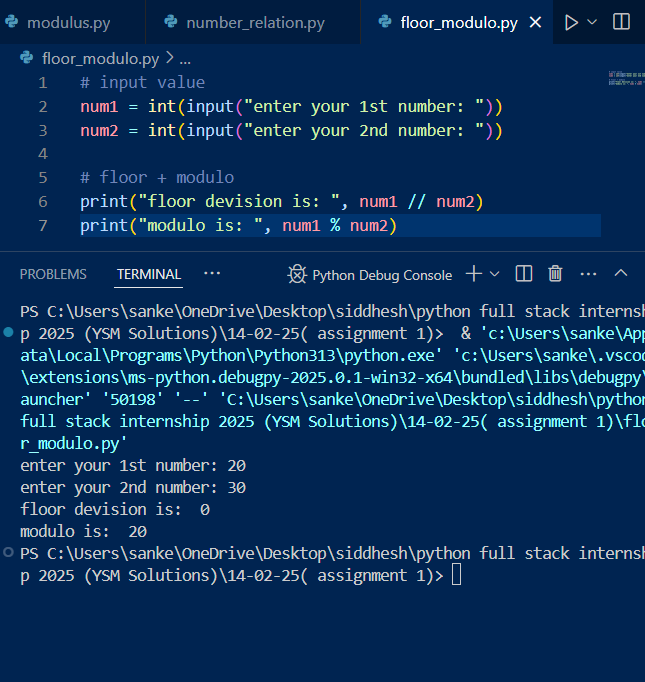 modulus.py number_relation.py floor_modulo.py
floor_modulo.py > ...
1 # input value
2 num1 = int(input("enter your 1st number: "))
3 num2 = int(input("enter your 2nd number: "))
4
5 # floor + modulo
6 print("floor devision is: ", num1 // num2)
7 print("modulo is: ", num1 % num2)
PROBLEMS TERMINAL ... Python Debug Console ...
PS C:\Users\sanke\OneDrive\Desktop\siddhesh\python full stack internsh
p 2025 (YSM Solutions)\14-02-25( assignment 1)> & 'c:\Users\sanke\App
ata\Local\Programs\Python\Python313\python.exe' 'c:\Users\sanke\.vscod
\extensions\ms-python.debugpy-2025.0.1-win32-x64\bundled\libs\debugpy\
auncher' '50198' '--' 'C:\Users\sanke\OneDrive\Desktop\siddhesh\python
full stack internship 2025 (YSM Solutions)\14-02-25( assignment 1)\flo
r_modulo.py'
enter your 1st number: 20
enter your 2nd number: 30
floor devision is:  0
modulo is:  20
PS C:\Users\sanke\OneDrive\Desktop\siddhesh\python full stack internsh
p 2025 (YSM Solutions)\14-02-25( assignment 1)>